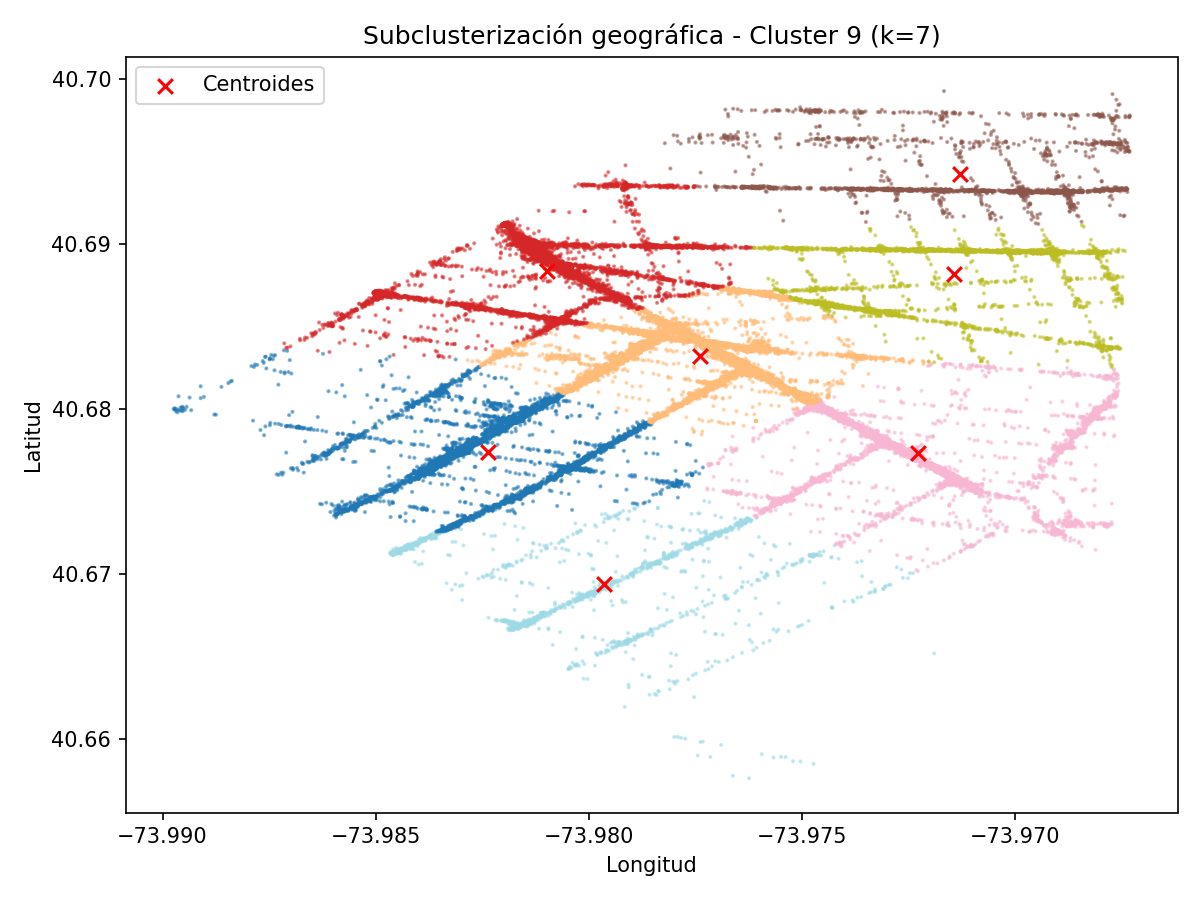 Subclusterización geográfica - Cluster 9 (k=7)
Centroides
40.70
40.69
40.68
40.67
40.66
Latitud
−73.990 −73.985 −73.980 −73.975 −73.970
Longitud